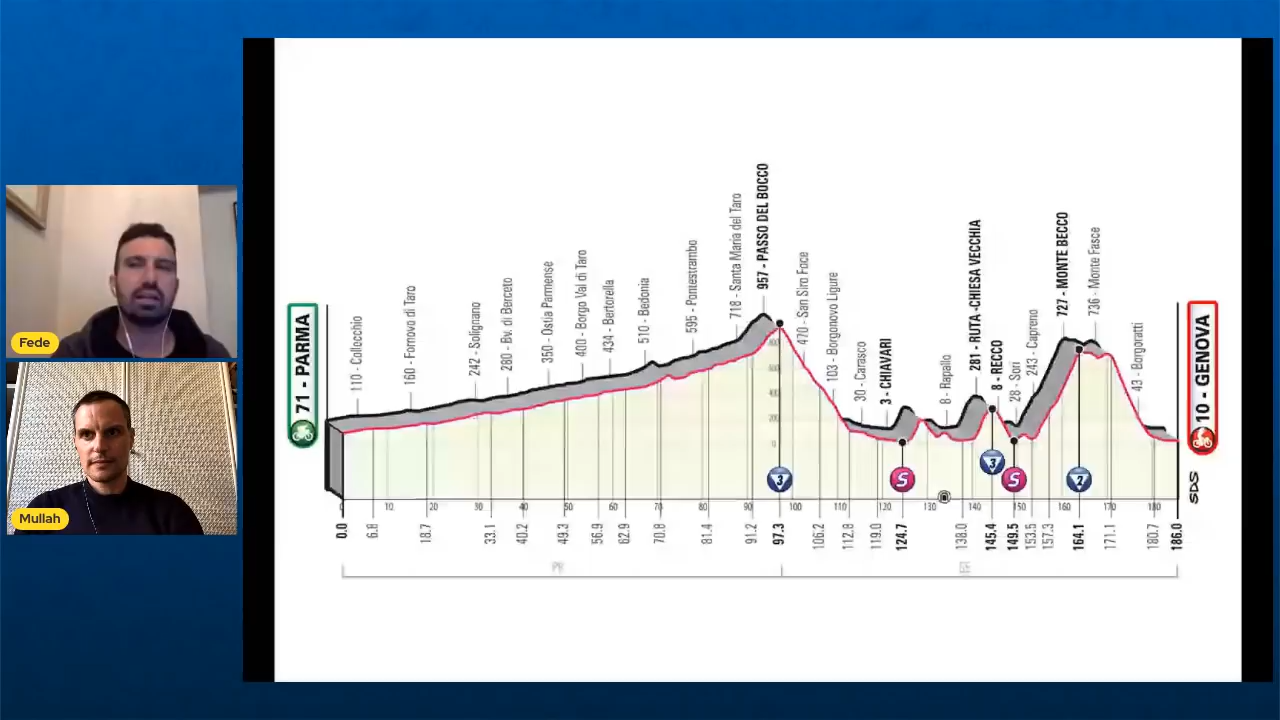 Fede
Mullah
71 - PARMA
110 - Collecchio
160 - Fornovo di Taro
242 - Solignano
280 - Bv. di Berceto
350 - Ostia Parmense
400 - Borgo Val di Taro
434 - Bertorella
510 - Bedonia
595 - Pontestrambo
718 - Santa Maria del Taro
957 - PASSO DEL BOCCO
470 - San Siro Foce
103 - Borgonovo Ligure
30 - Carasco
3 - CHIAVARI
8 - Rapallo
281 - RUTA -CHIESA VECCHIA
8 - RECCO
28 - Sori
243 - Capreno
727 - MONTE BECCO
736 - Monte Fasce
43 - Borgoratti
10 - GENOVA
3
S
3
S
2
SDS
10 20 30 40 50 60 70 80 90 100 110 120 130 140 150 160 170 180
0.0 6.8 18.7 33.1 40.2 49.3 56.9 62.9 70.8 81.4 91.2 97.3 106.2 112.8 119.0 124.7 138.0 145.4 149.5 153.5 157.3 164.1 171.1 180.7 186.0
PR
GE